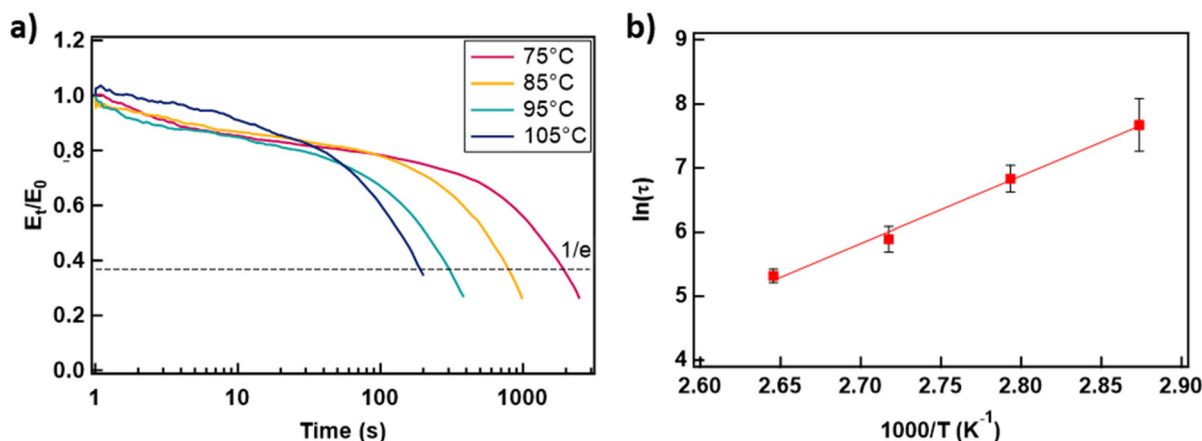 a)
1.2
1.0
0.8
0.6
0.4
0.2
0.0
Et/E0
75°C
85°C
95°C
105°C
1/e
1 10 100 1000
Time (s)
b)
9
8
7
6
5
4
ln(τ)
2.60 2.65 2.70 2.75 2.80 2.85 2.90
1000/T (K⁻¹)